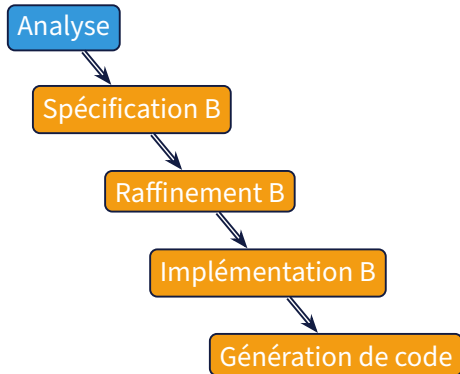 Analyse
Spécification B
Raffinement B
Implémentation B
Génération de code